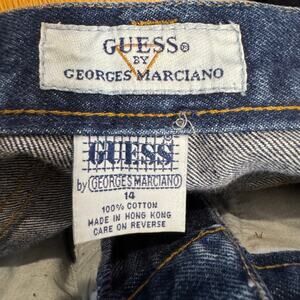 GUESS®
BY
GEORGES MARCIANO
GUESS
by GEORGES MARCIANO
14
100% COTTON
MADE IN HONG KONG
CARE ON REVERSE